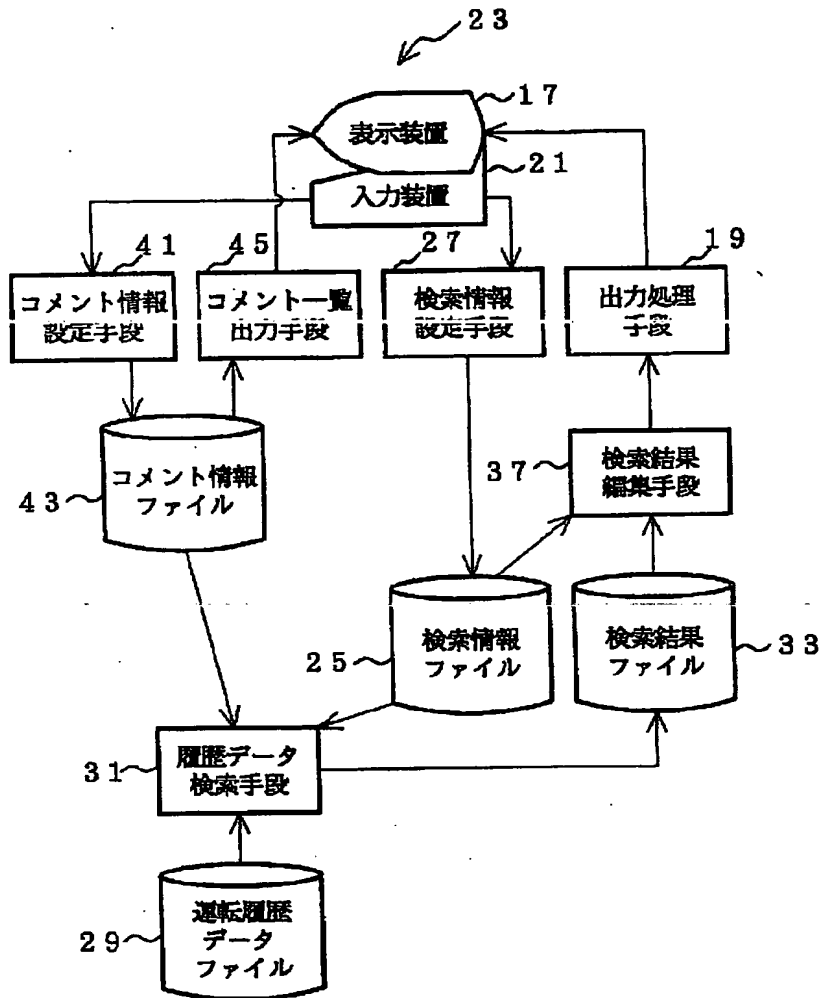 23
17
表示装置
21
入力装置
41
45
27
19
コメント情報
設定手段
コメント一覧
出力手段
検索情報
設定手段
出力処理
手段
37
検索結果
編集手段
43
コメント情報
ファイル
25
検索情報
ファイル
検索結果
ファイル
33
31
履歴データ
検索手段
29
運転履歴
データ
ファイル